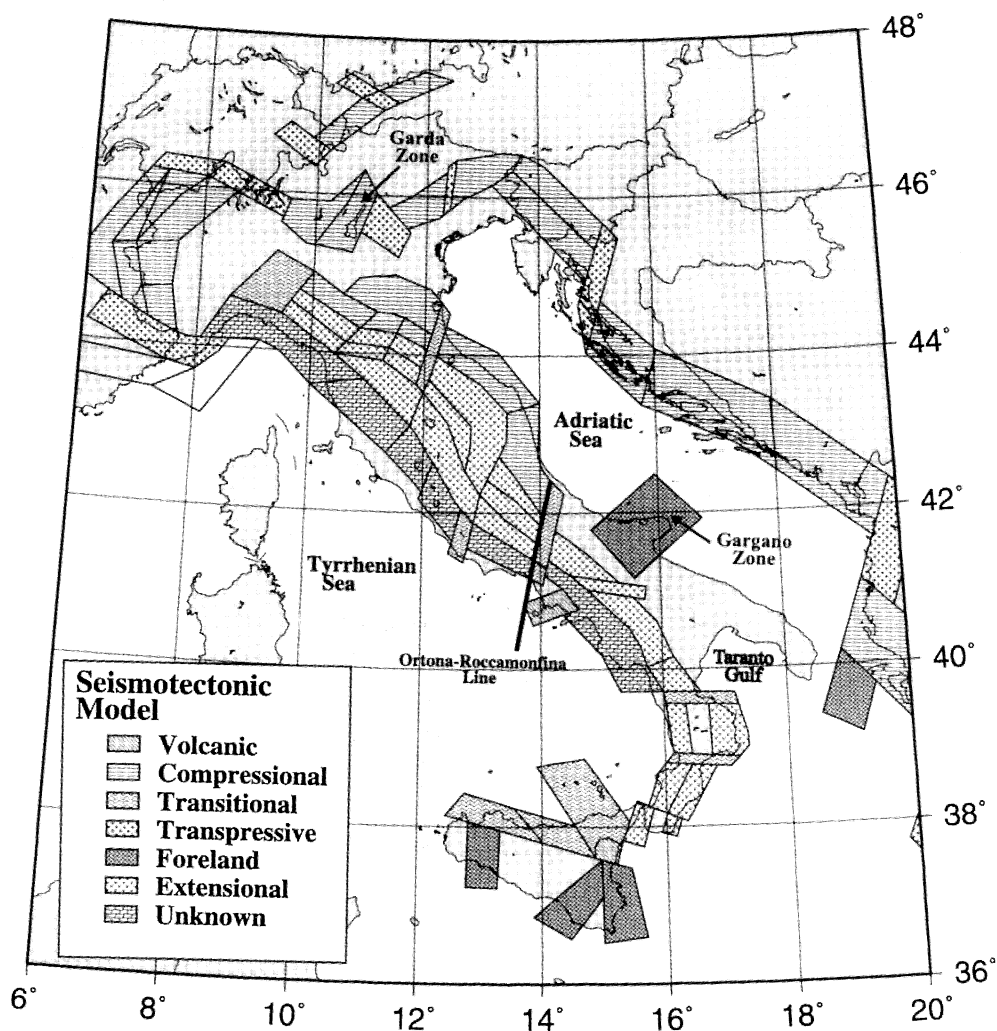 48°
Garda
Zone
46°
44°
Adriatic
Sea
42°
Gargano
Zone
Tyrrhenian
Sea
Ortona-Roccamonfina
Line
Taranto
Gulf
40°
Seismotectonic
Model
Volcanic
Compressional
Transitional
Transpressive
Foreland
Extensional
Unknown
38°
36°
6°
8°
10°
12°
14°
16°
18°
20°